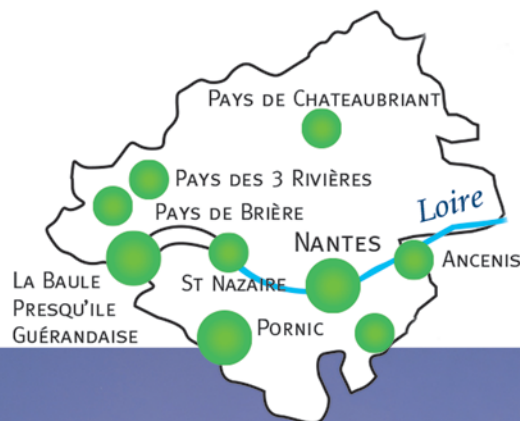 PAYS DE CHATEAUBRIANT
PAYS DES 3 RIVIÈRES
PAYS DE BRIÈRE
Loire
NANTES
ANCENIS
ST NAZAIRE
LA BAULE
PRESQU'ILE
GUÉRANDAISE
PORNIC